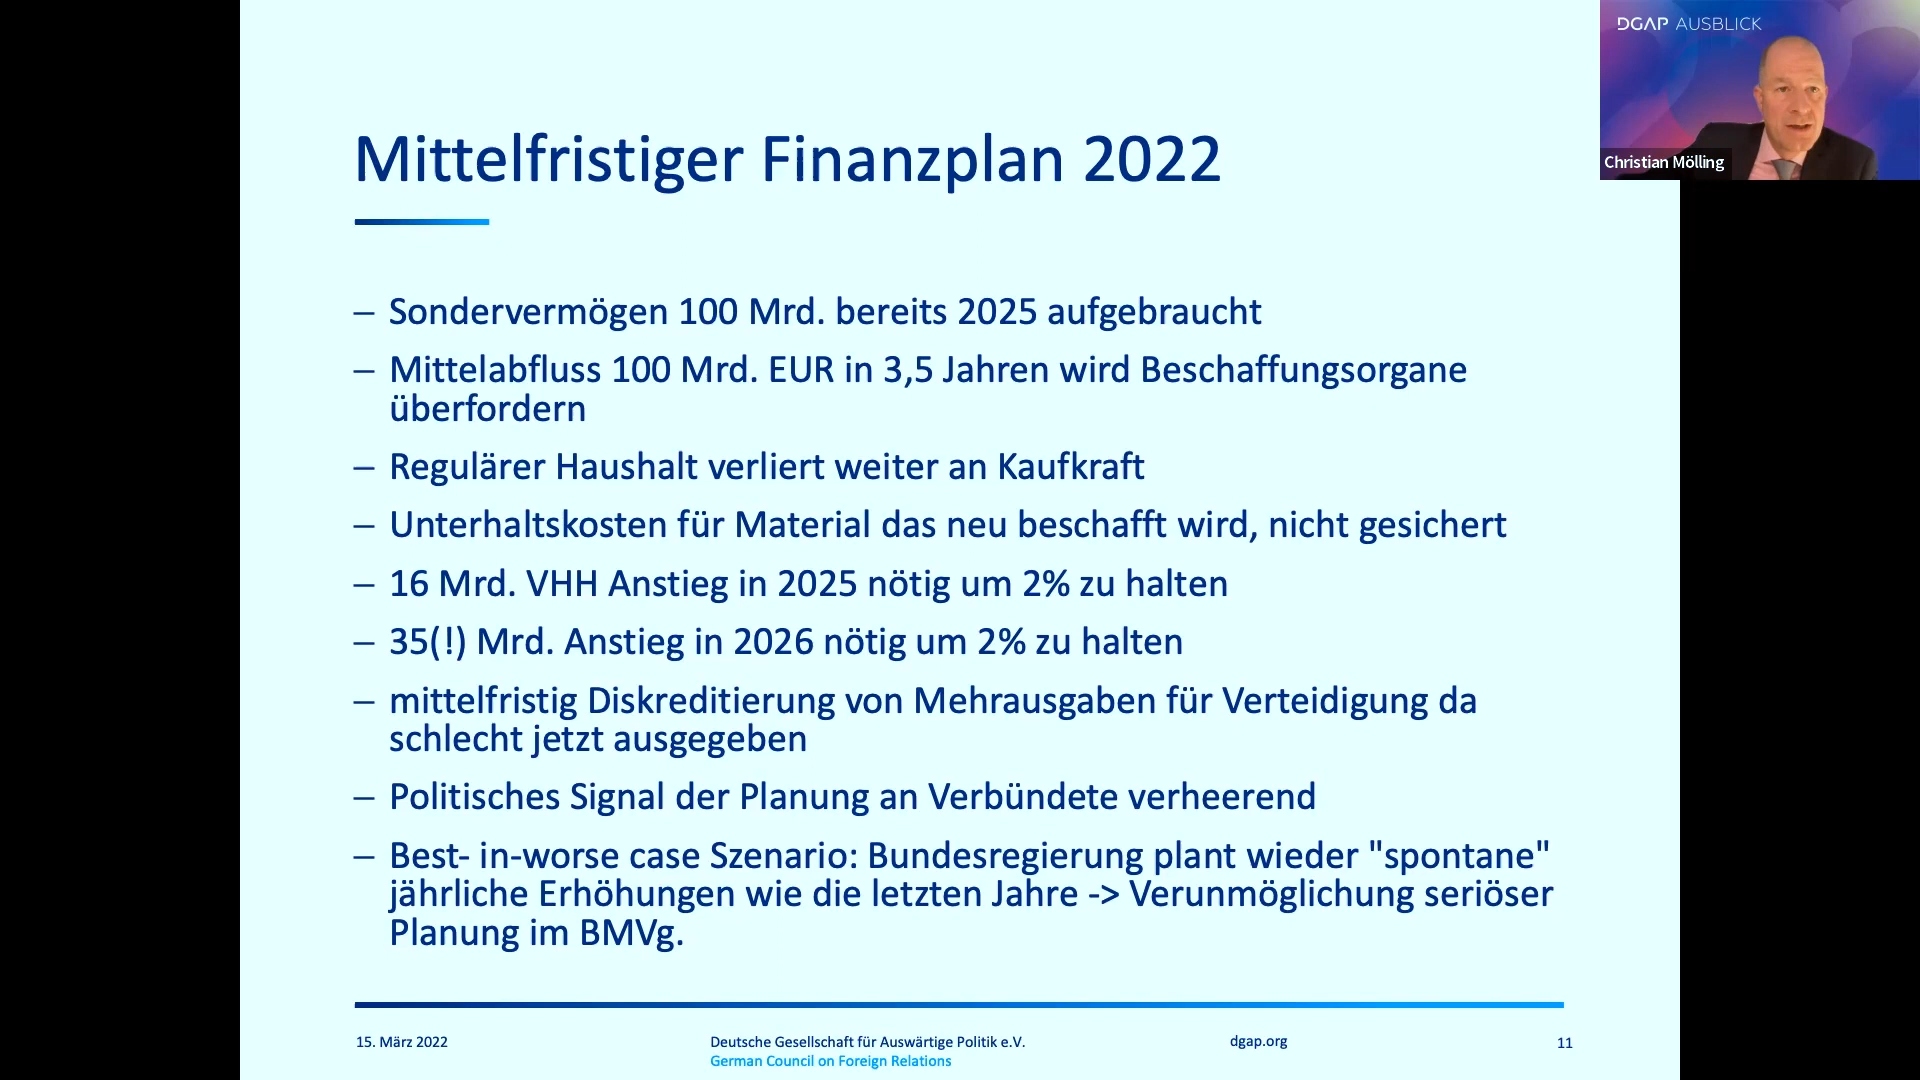 DGAP AUSBLICK
Christian Mölling
Mittelfristiger Finanzplan 2022
– Sondervermögen 100 Mrd. bereits 2025 aufgebraucht
– Mittelabfluss 100 Mrd. EUR in 3,5 Jahren wird Beschaffungsorgane
überfordern
– Regulärer Haushalt verliert weiter an Kaufkraft
– Unterhaltskosten für Material das neu beschafft wird, nicht gesichert
– 16 Mrd. VHH Anstieg in 2025 nötig um 2% zu halten
– 35(!) Mrd. Anstieg in 2026 nötig um 2% zu halten
– mittelfristig Diskreditierung von Mehrausgaben für Verteidigung da
schlecht jetzt ausgegeben
– Politisches Signal der Planung an Verbündete verheerend
– Best- in-worse case Szenario: Bundesregierung plant wieder "spontane"
jährliche Erhöhungen wie die letzten Jahre -> Verunmöglichung seriöser
Planung im BMVg.
15. März 2022
Deutsche Gesellschaft für Auswärtige Politik e.V.
German Council on Foreign Relations
dgap.org
11